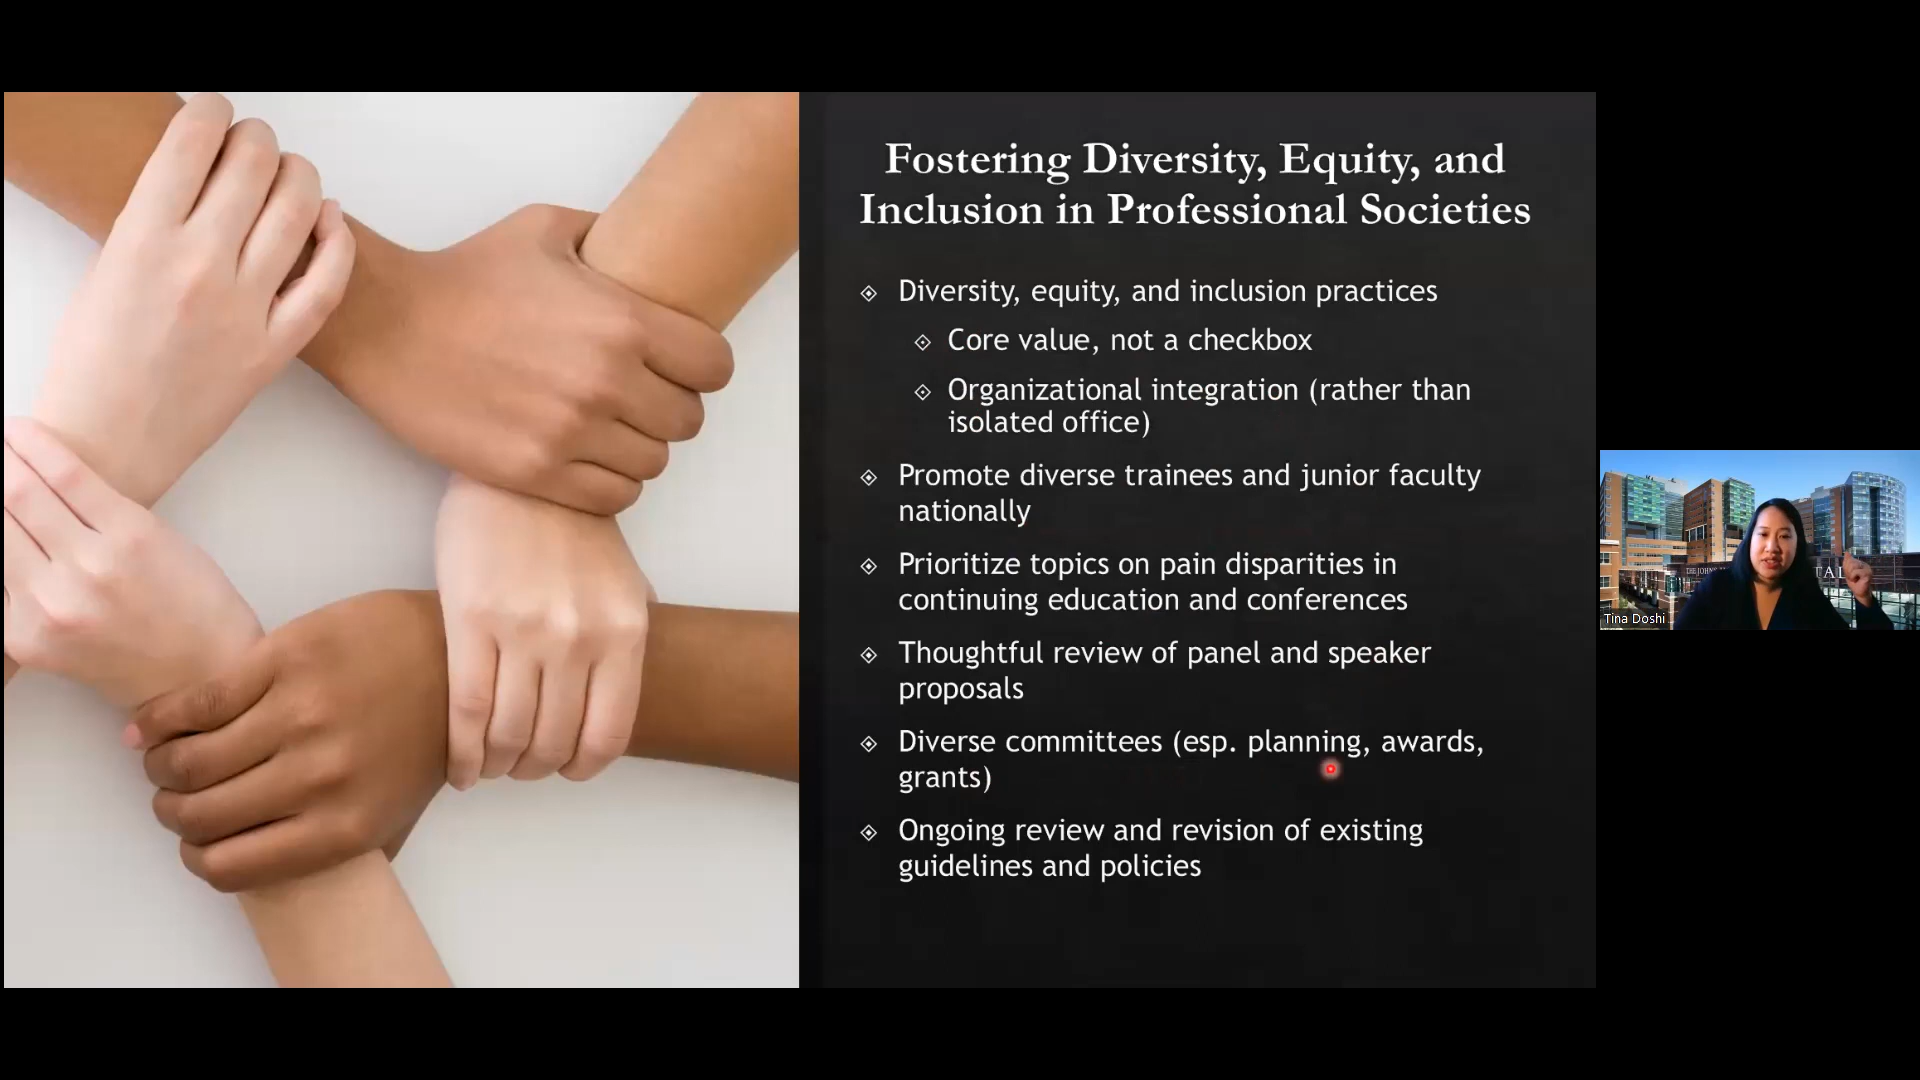 Fostering Diversity, Equity, and
Inclusion in Professional Societies
Diversity, equity, and inclusion practices
Core value, not a checkbox
Organizational integration (rather than
isolated office)
Promote diverse trainees and junior faculty
nationally
Prioritize topics on pain disparities in
continuing education and conferences
Thoughtful review of panel and speaker
proposals
Diverse committees (esp. planning, awards,
grants)
Ongoing review and revision of existing
guidelines and policies
THE JOHNS
TAL
Tina Doshi